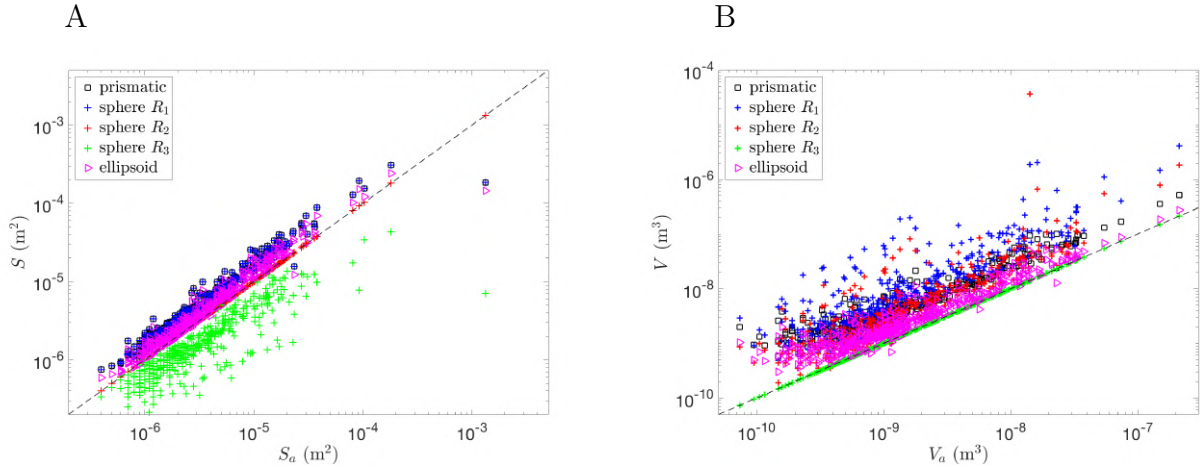 A
B
prismatic
sphere R₁
sphere R₂
sphere R₃
ellipsoid
10⁻³
10⁻⁴
10⁻⁵
10⁻⁶
S (m²)
10⁻⁶ 10⁻⁵ 10⁻⁴ 10⁻³
Sₐ (m²)
10⁻⁴
prismatic
sphere R₁
sphere R₂
sphere R₃
ellipsoid
10⁻⁶
10⁻⁸
10⁻¹⁰
V (m³)
10⁻¹⁰ 10⁻⁹ 10⁻⁸ 10⁻⁷
Vₐ (m³)